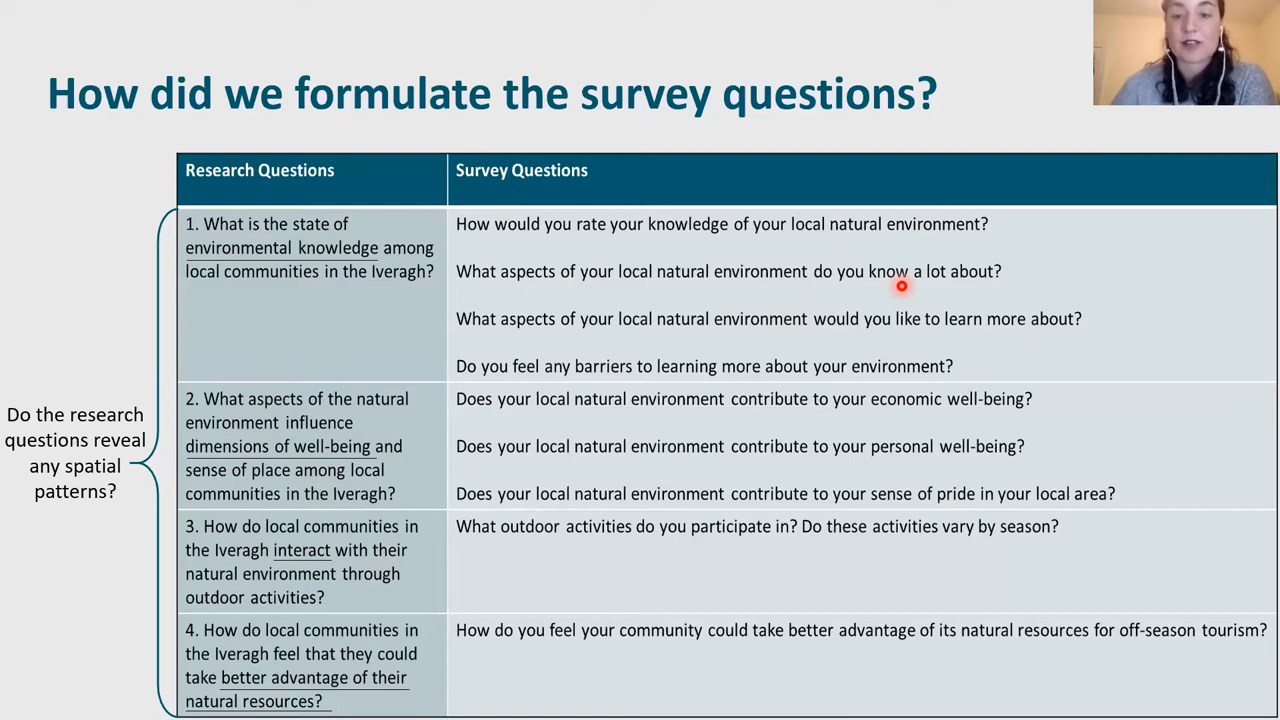 How did we formulate the survey questions?
Research Questions
Survey Questions
1. What is the state of
environmental knowledge among
local communities in the Iveragh?
How would you rate your knowledge of your local natural environment?
What aspects of your local natural environment do you know a lot about?
What aspects of your local natural environment would you like to learn more about?
Do you feel any barriers to learning more about your environment?
Do the research
questions reveal
any spatial
patterns?
2. What aspects of the natural
environment influence
dimensions of well-being and
sense of place among local
communities in the Iveragh?
Does your local natural environment contribute to your economic well-being?
Does your local natural environment contribute to your personal well-being?
Does your local natural environment contribute to your sense of pride in your local area?
3. How do local communities in
the Iveragh interact with their
natural environment through
outdoor activities?
What outdoor activities do you participate in? Do these activities vary by season?
4. How do local communities in
the Iveragh feel that they could
take better advantage of their
natural resources?
How do you feel your community could take better advantage of its natural resources for off-season tourism?